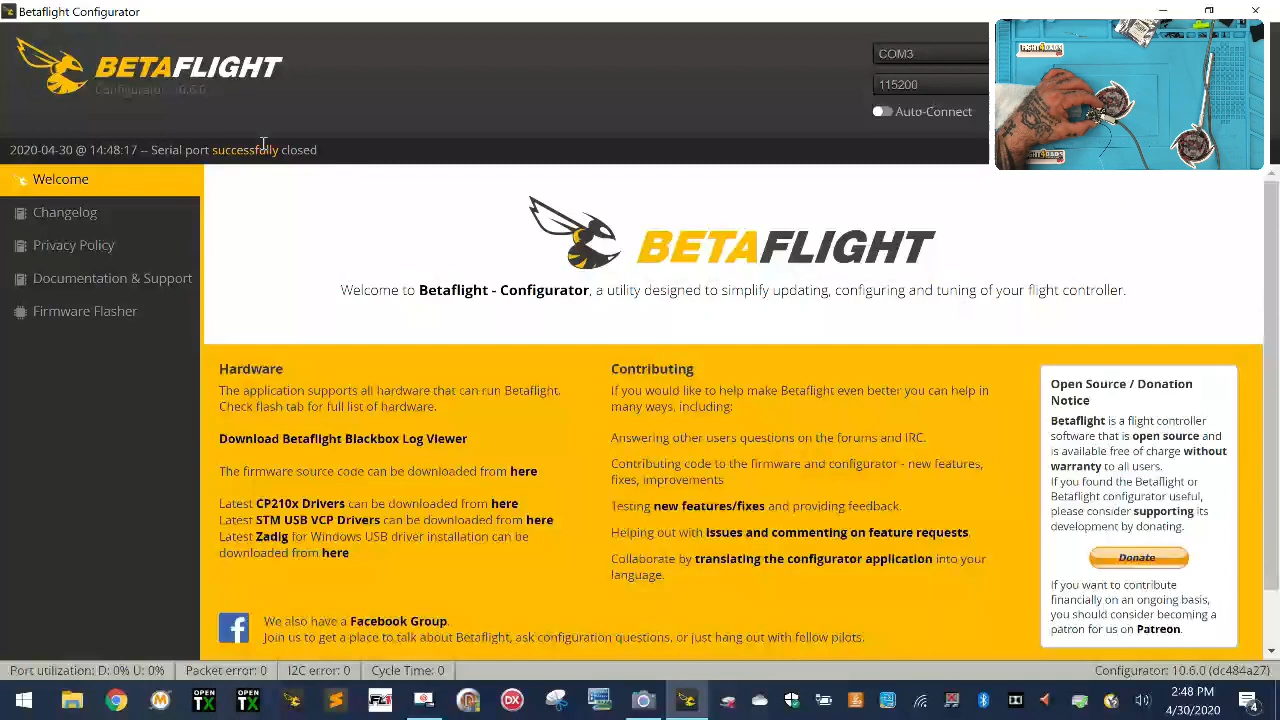 Betaflight Configurator
BETAFLIGHT
Configurator 10.6.0
COM3
115200
Auto-Connect
2020-04-30 @ 14:48:17 -- Serial port successfully closed
Welcome
Changelog
Privacy Policy
Documentation & Support
Firmware Flasher
BETAFLIGHT
Welcome to Betaflight - Configurator, a utility designed to simplify updating, configuring and tuning of your flight controller.
Hardware
The application supports all hardware that can run Betaflight.
Check flash tab for full list of hardware.
Download Betaflight Blackbox Log Viewer
The firmware source code can be downloaded from here
Latest CP210x Drivers can be downloaded from here
Latest STM USB VCP Drivers can be downloaded from here
Latest Zadig for Windows USB driver installation can be
downloaded from here
Contributing
If you would like to help make Betaflight even better you can help in
many ways, including:
Answering other users questions on the forums and IRC.
Contributing code to the firmware and configurator - new features,
fixes, improvements
Testing new features/fixes and providing feedback.
Helping out with issues and commenting on feature requests.
Collaborate by translating the configurator application into your
language.
Open Source / Donation
Notice
Betaflight is a flight controller
software that is open source and
is available free of charge without
warranty to all users.
If you found the Betaflight or
Betaflight configurator useful,
please consider supporting its
development by donating.
Donate
If you want to contribute
financially on an ongoing basis,
you should consider becoming a
patron for us on Patreon.
We also have a Facebook Group.
Join us to get a place to talk about Betaflight, ask configuration questions, or just hang out with fellow pilots.
Port utilization: D: 0% U: 0%
Packet error: 0
I2C error: 0
Cycle Time: 0
Configurator: 10.6.0 (dc484a27)
OPEN
TX
OPEN
TX
DX
2:48 PM
4/30/2020
4